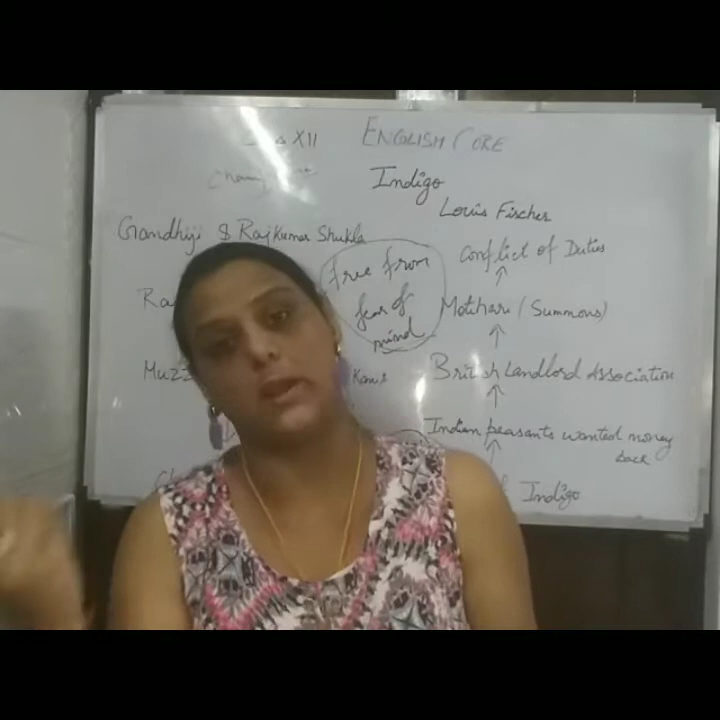 XII ENGLISH CORE
Indigo
Louis Fischer
Gandhiji & Rajkumar Shukla
free from
fear of
mind
Conflict of Duties
Motihari (Summons)
British Landlord Association
Indian peasants wanted money
back
Indigo